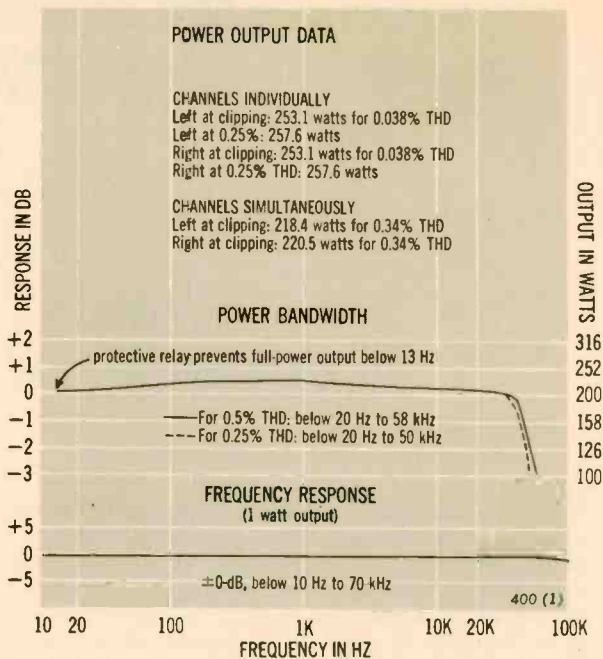 POWER OUTPUT DATA
CHANNELS INDIVIDUALLY
Left at clipping: 253.1 watts for 0.038% THD
Left at 0.25%: 257.6 watts
Right at clipping: 253.1 watts for 0.038% THD
Right at 0.25% THD: 257.6 watts
CHANNELS SIMULTANEOUSLY
Left at clipping: 218.4 watts for 0.34% THD
Right at clipping: 220.5 watts for 0.34% THD
RESPONSE IN DB
OUTPUT IN WATTS
POWER BANDWIDTH
+2 316
+1 protective relay prevents full-power output below 13 Hz 252
0 200
−1 For 0.5% THD: below 20 Hz to 58 kHz 158
−2 For 0.25% THD: below 20 Hz to 50 kHz 126
−3 100
FREQUENCY RESPONSE
(1 watt output)
+5
0
−5 ±0-dB, below 10 Hz to 70 kHz
400 (1)
10 20 100 1K 10K 20K 100K
FREQUENCY IN HZ